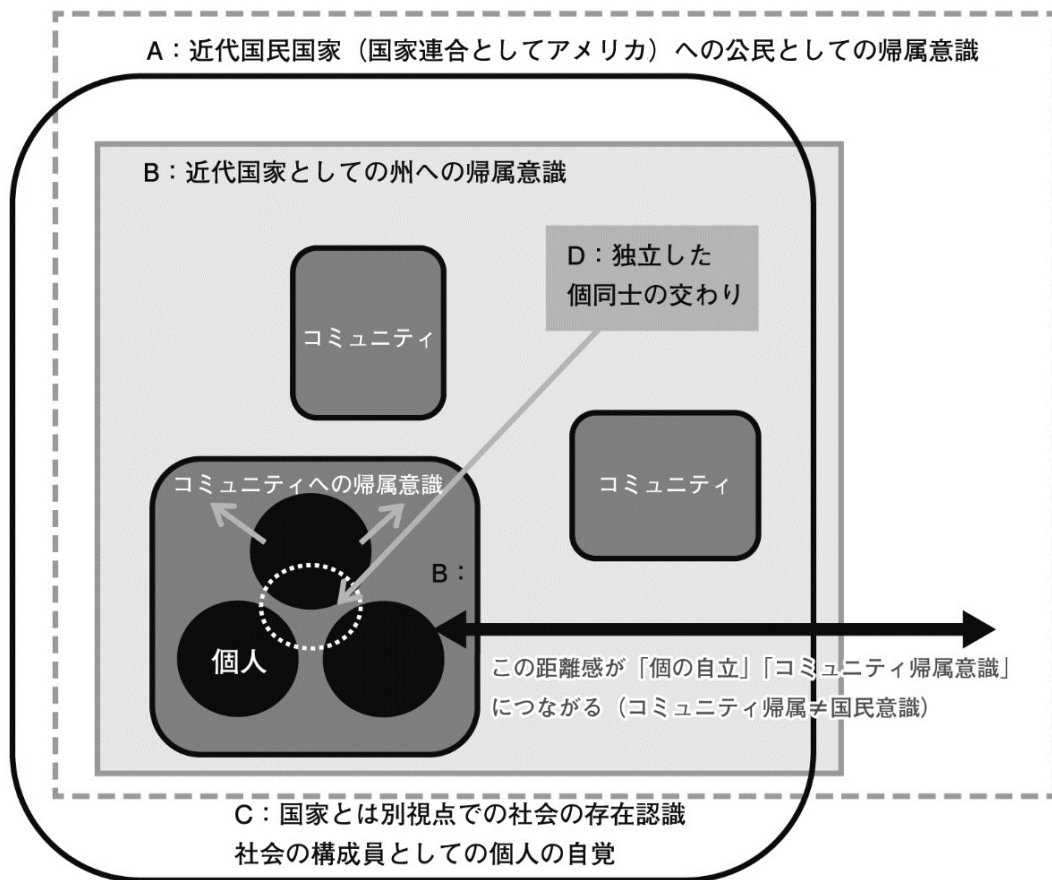 A：近代国民国家（国家連合としてアメリカ）への公民としての帰属意識
B：近代国家としての州への帰属意識
D：独立した
個同士の交わり
コミュニティ
コミュニティ
コミュニティへの帰属意識
B：
個人
この距離感が「個の自立」「コミュニティ帰属意識」
につながる（コミュニティ帰属≠国民意識）
C：国家とは別視点での社会の存在認識
社会の構成員としての個人の自覚